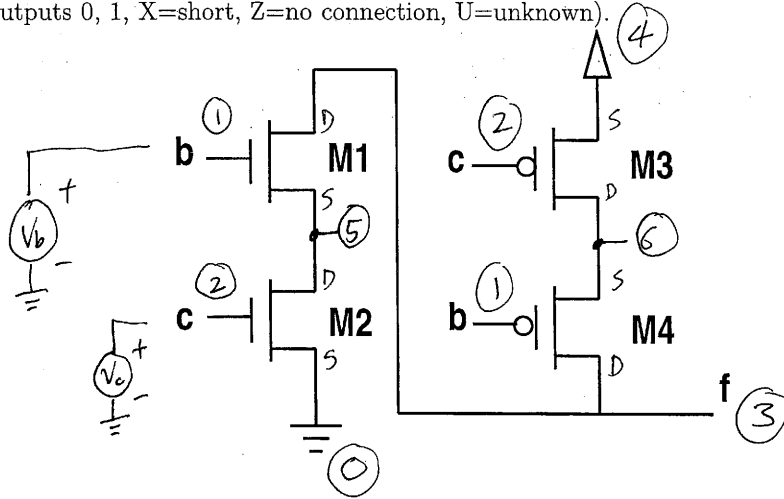 utputs 0, 1, X=short, Z=no connection, U=unknown).
4
1
D
2
S
b
M1
c
M3
+
S
D
Vb
5
6
-
2
D
1
S
c
M2
b
M4
+
S
D
Vc
-
f
3
0